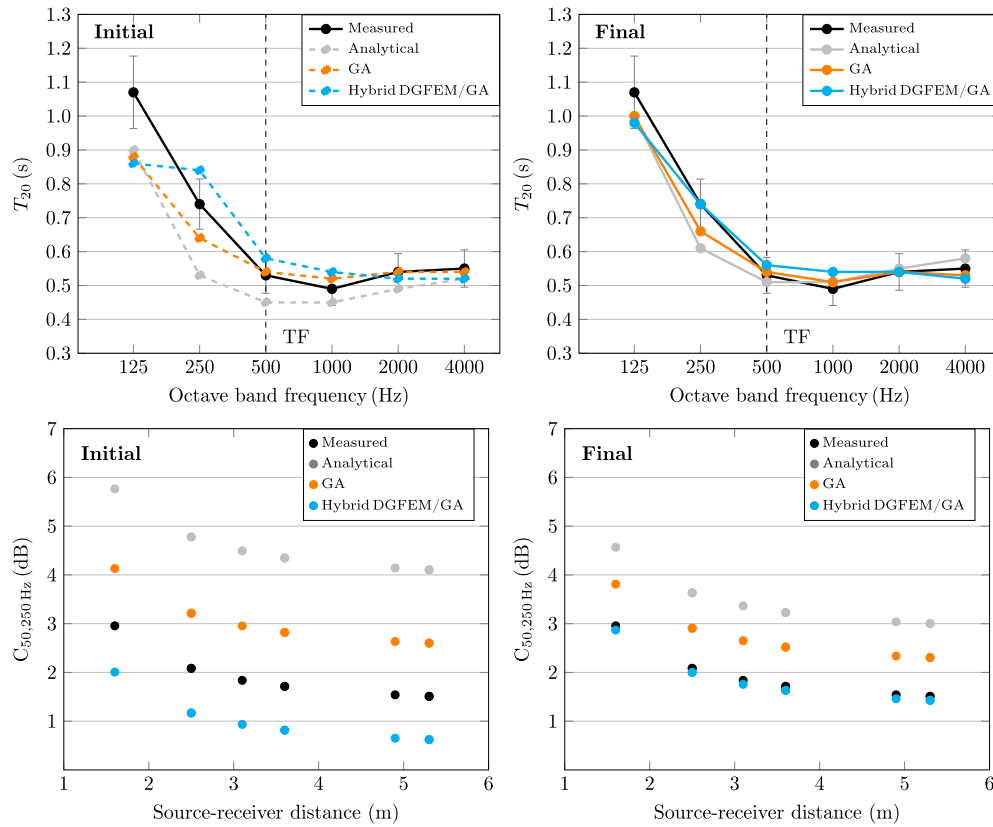 Initial
Measured
Analytical
GA
Hybrid DGFEM/GA
1.3
1.2
1.1
1.0
0.9
0.8
0.7
0.6
0.5
0.4
0.3
T20 (s)
TF
125 250 500 1000 2000 4000
Octave band frequency (Hz)
Final
Measured
Analytical
GA
Hybrid DGFEM/GA
1.3
1.2
1.1
1.0
0.9
0.8
0.7
0.6
0.5
0.4
0.3
T20 (s)
TF
125 250 500 1000 2000 4000
Octave band frequency (Hz)
Initial
Measured
Analytical
GA
Hybrid DGFEM/GA
7
6
5
4
3
2
1
C50,250 Hz (dB)
1 2 3 4 5 6
Source-receiver distance (m)
Final
Measured
Analytical
GA
Hybrid DGFEM/GA
7
6
5
4
3
2
1
C50,250 Hz (dB)
1 2 3 4 5 6
Source-receiver distance (m)